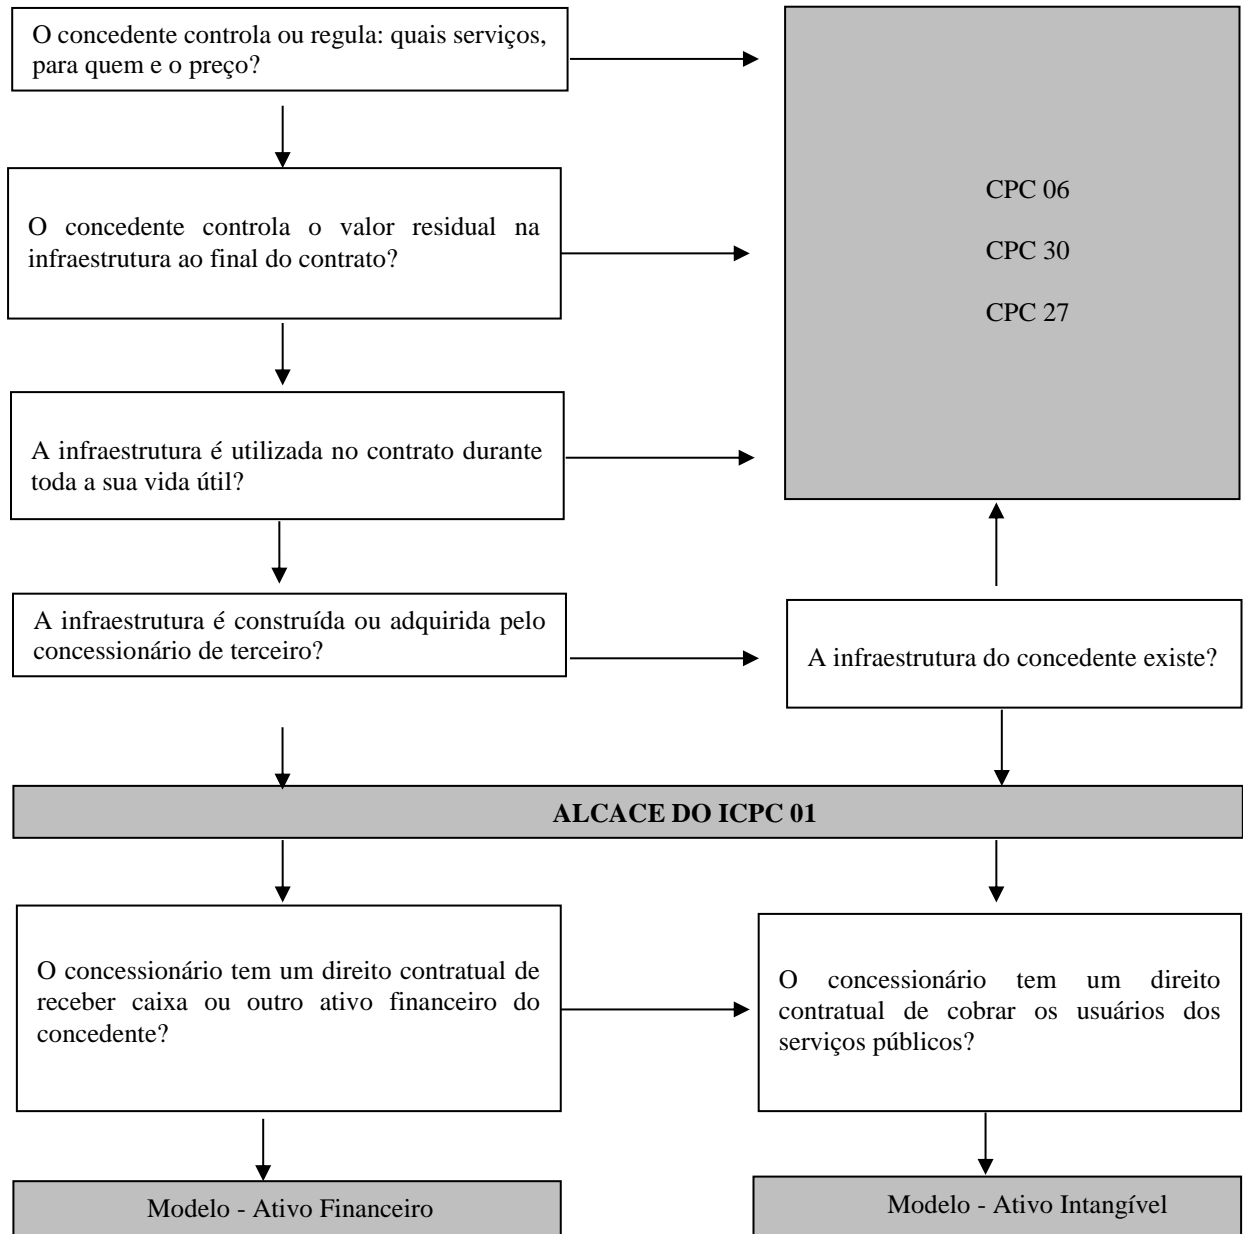 O concedente controla ou regula: quais serviços,
para quem e o preço?
CPC 06
CPC 30
CPC 27
O concedente controla o valor residual na
infraestrutura ao final do contrato?
A infraestrutura é utilizada no contrato durante
toda a sua vida útil?
A infraestrutura é construída ou adquirida pelo
concessionário de terceiro?
A infraestrutura do concedente existe?
ALCACE DO ICPC 01
O concessionário tem um direito contratual de
receber caixa ou outro ativo financeiro do
concedente?
O concessionário tem um direito
contratual de cobrar os usuários dos
serviços públicos?
Modelo - Ativo Financeiro
Modelo - Ativo Intangível